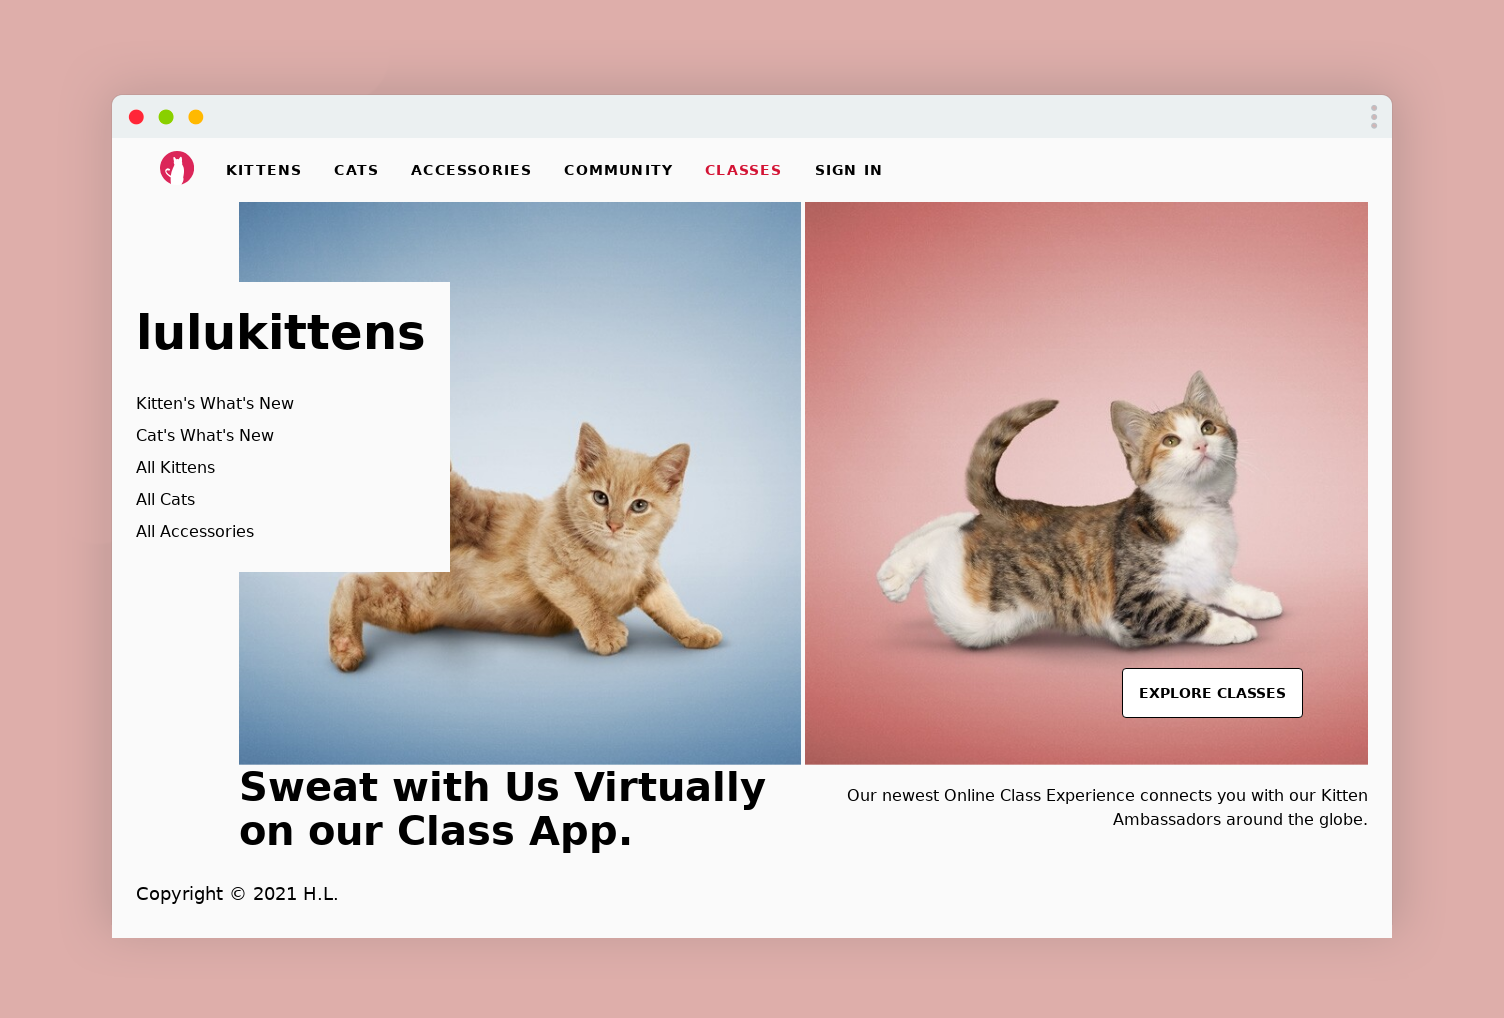 KITTENS CATS ACCESSORIES COMMUNITY CLASSES SIGN IN
lulukittens
Kitten's What's New
Cat's What's New
All Kittens
All Cats
All Accessories
EXPLORE CLASSES
Sweat with Us Virtually
on our Class App.
Our newest Online Class Experience connects you with our Kitten
Ambassadors around the globe.
Copyright © 2021 H.L.